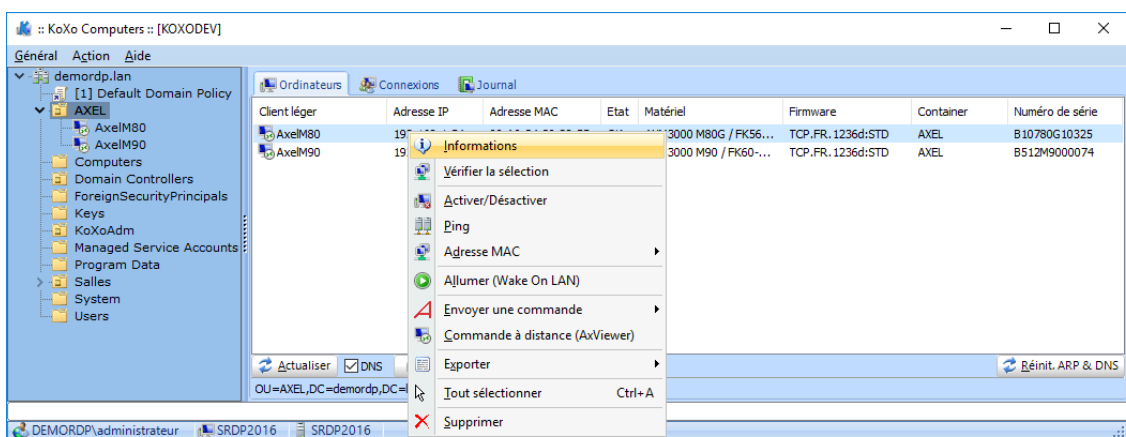 :: KoXo Computers :: [KOXODEV]
Général Action Aide
demordp.lan
[1] Default Domain Policy
AXEL
AxelM80
AxelM90
Computers
Domain Controllers
ForeignSecurityPrincipals
Keys
KoXoAdm
Managed Service Accounts
Program Data
Salles
System
Users
Ordinateurs Connexions Journal
Client léger Adresse IP Adresse MAC Etat Matériel Firmware Container Numéro de série
AxelM80 M80G / FK56... TCP.FR.1236d:STD AXEL B10780G10325
AxelM90 3000 M90 / FK60-... TCP.FR.1236d:STD AXEL B512M9000074
Informations
Vérifier la sélection
Activer/Désactiver
Ping
Adresse MAC
Allumer (Wake On LAN)
Envoyer une commande
Commande à distance (AxViewer)
Exporter
Tout sélectionner Ctrl+A
Supprimer
Actualiser DNS Réinit. ARP & DNS
OU=AXEL,DC=demordp,DC=
DEMORDP\administrateur SRDP2016 SRDP2016